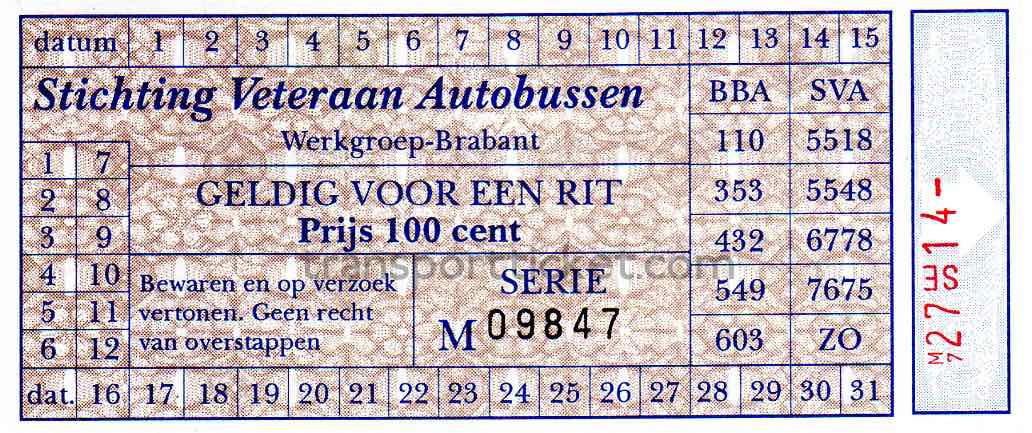 datum 1 2 3 4 5 6 7 8 9 10 11 12 13 14 15
Stichting Veteraan Autobussen
BBA SVA
Werkgroep-Brabant
110 5518
1 7
GELDIG VOOR EEN RIT
353 5548
2 8
Prijs 100 cent
432 6778
3 9
transportticket.com
4 10
Bewaren en op verzoek
vertonen. Geen recht
van overstappen
SERIE
M 09847
549 7675
5 11
603 ZO
6 12
dat. 16 17 18 19 20 21 22 23 24 25 26 27 28 29 30 31